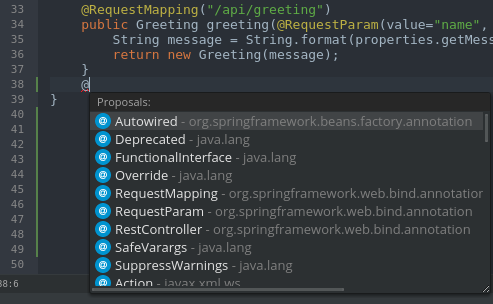 33 @RequestMapping("/api/greeting")
34 public Greeting greeting(@RequestParam(value="name",
35 String message = String.format(properties.getMess
36 return new Greeting(message);
37 }
38 @
39 }
40 Proposals:
41 @ Autowired - org.springframework.beans.factory.annotation
42 @ Deprecated - java.lang
43 @ FunctionalInterface - java.lang
44 @ Override - java.lang
45 @ RequestMapping - org.springframework.web.bind.annotation
46 @ RequestParam - org.springframework.web.bind.annotation
47 @ RestController - org.springframework.web.bind.annotation
48 @ SafeVarargs - java.lang
49 @ SuppressWarnings - java.lang
50 @ Action - javax.xml.ws
38:6